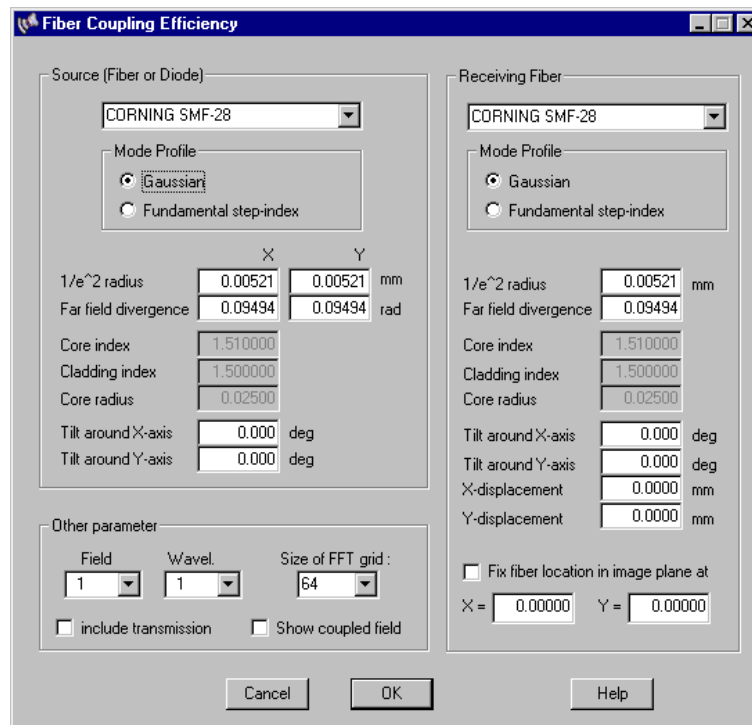 Fiber Coupling Efficiency
Source (Fiber or Diode)
CORNING SMF-28
Mode Profile
Gaussian
Fundamental step-index
X Y
1/e^2 radius 0.00521 0.00521 mm
Far field divergence 0.09494 0.09494 rad
Core index 1.510000
Cladding index 1.500000
Core radius 0.02500
Tilt around X-axis 0.000 deg
Tilt around Y-axis 0.000 deg
Receiving Fiber
CORNING SMF-28
Mode Profile
Gaussian
Fundamental step-index
1/e^2 radius 0.00521 mm
Far field divergence 0.09494
Core index 1.510000
Cladding index 1.500000
Core radius 0.02500
Tilt around X-axis 0.000 deg
Tilt around Y-axis 0.000 deg
X-displacement 0.0000 mm
Y-displacement 0.0000 mm
Fix fiber location in image plane at
X = 0.00000 Y = 0.00000
Other parameter
Field Wavel. Size of FFT grid :
1 1 64
include transmission Show coupled field
Cancel OK Help